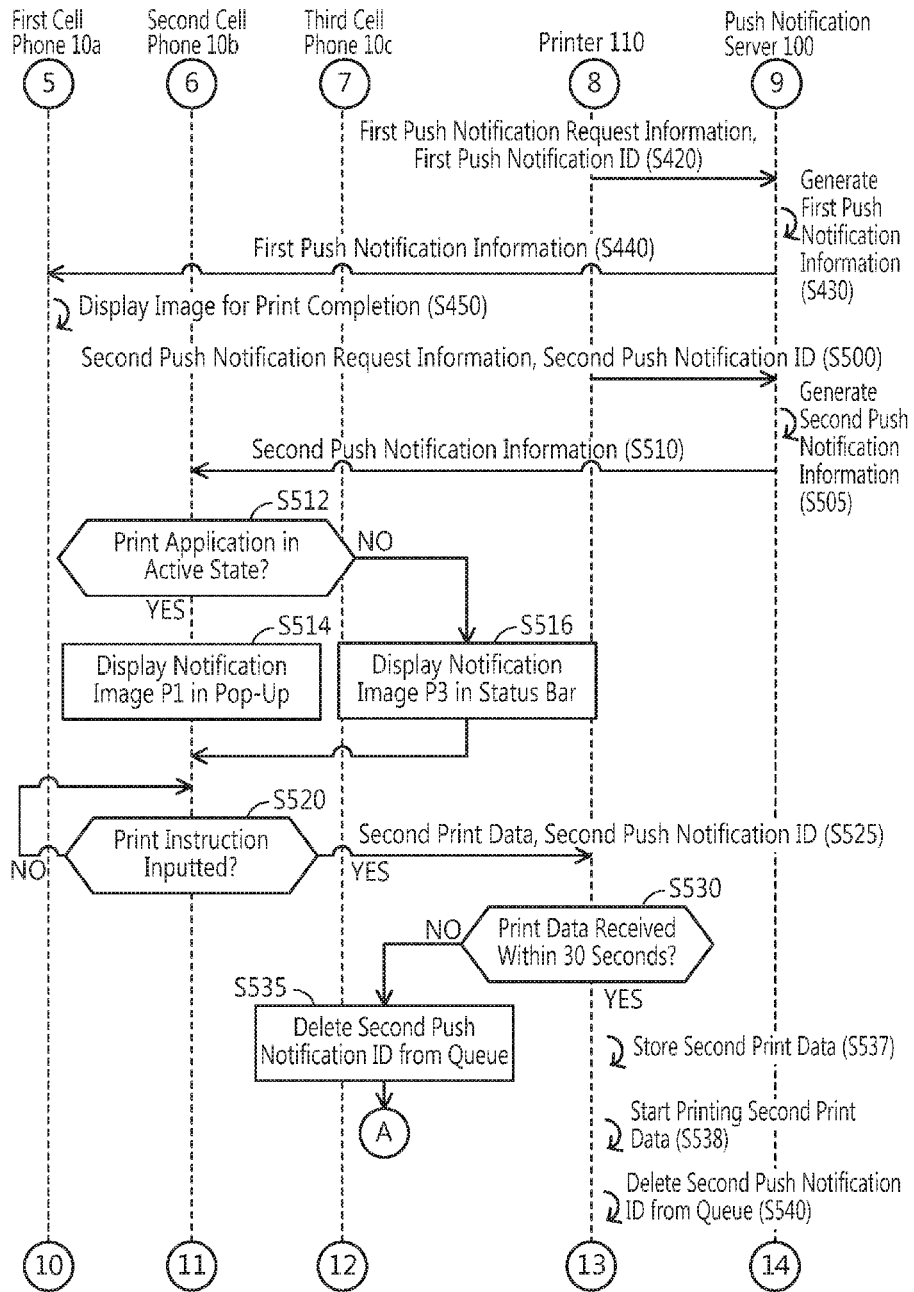 First Cell
Phone 10a
Second Cell
Phone 10b
Third Cell
Phone 10c
Printer 110
Push Notification
Server 100
5
6
7
8
9
First Push Notification Request Information,
First Push Notification ID (S420)
Generate
First Push
Notification
Information
(S430)
First Push Notification Information (S440)
Display Image for Print Completion (S450)
Second Push Notification Request Information, Second Push Notification ID (S500)
Generate
Second Push
Notification
Information
(S505)
Second Push Notification Information (S510)
S512
Print Application in
Active State?
NO
YES
S514
Display Notification
Image P1 in Pop-Up
S516
Display Notification
Image P3 in Status Bar
S520
Print Instruction
Inputted?
NO
YES
Second Print Data, Second Push Notification ID (S525)
S530
Print Data Received
Within 30 Seconds?
NO
YES
S535
Delete Second Push
Notification ID from Queue
A
Store Second Print Data (S537)
Start Printing Second Print
Data (S538)
Delete Second Push Notification
ID from Queue (S540)
10
11
12
13
14